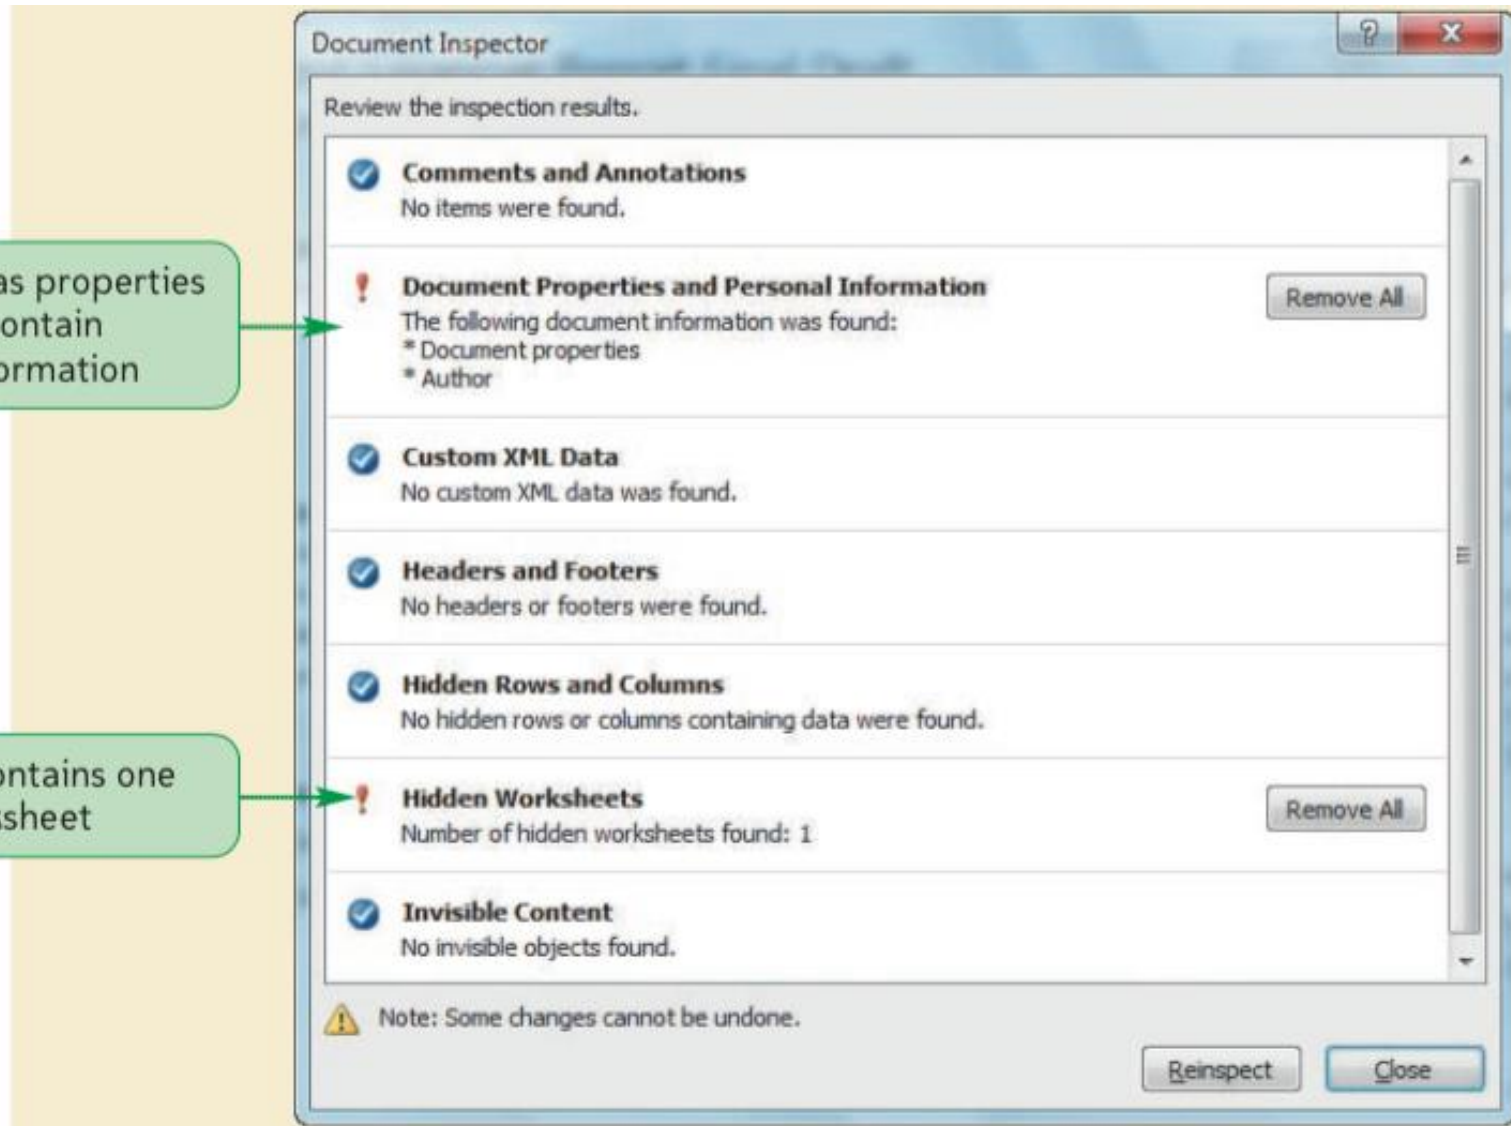 Document Inspector
Review the inspection results.
Comments and Annotations
No items were found.
as properties
ontain
ormation
Document Properties and Personal Information
Remove All
The following document information was found:
* Document properties
* Author
Custom XML Data
No custom XML data was found.
Headers and Footers
No headers or footers were found.
Hidden Rows and Columns
No hidden rows or columns containing data were found.
ontains one
sheet
Hidden Worksheets
Remove All
Number of hidden worksheets found: 1
Invisible Content
No invisible objects found.
Note: Some changes cannot be undone.
Reinspect
Close